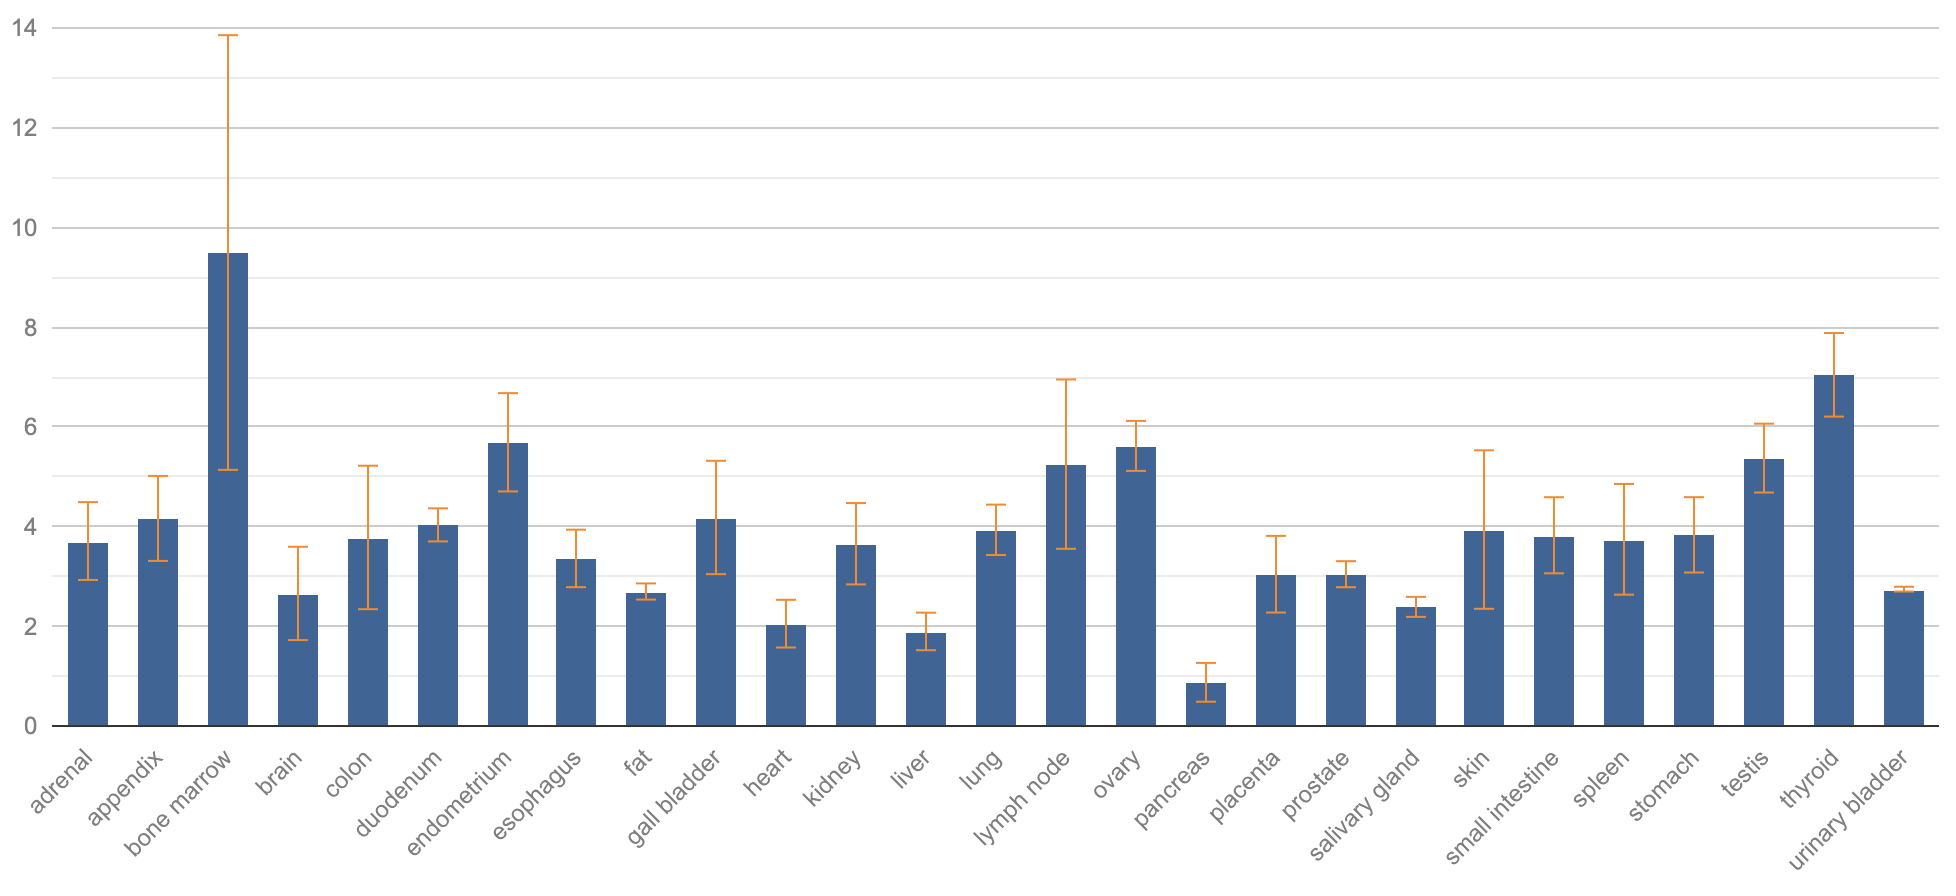 14
12
10
8
6
4
2
0
adrenal
appendix
bone marrow
brain
colon
duodenum
endometrium
esophagus
fat
gall bladder
heart
kidney
liver
lung
lymph node
ovary
pancreas
placenta
prostate
salivary gland
skin
small intestine
spleen
stomach
testis
thyroid
urinary bladder